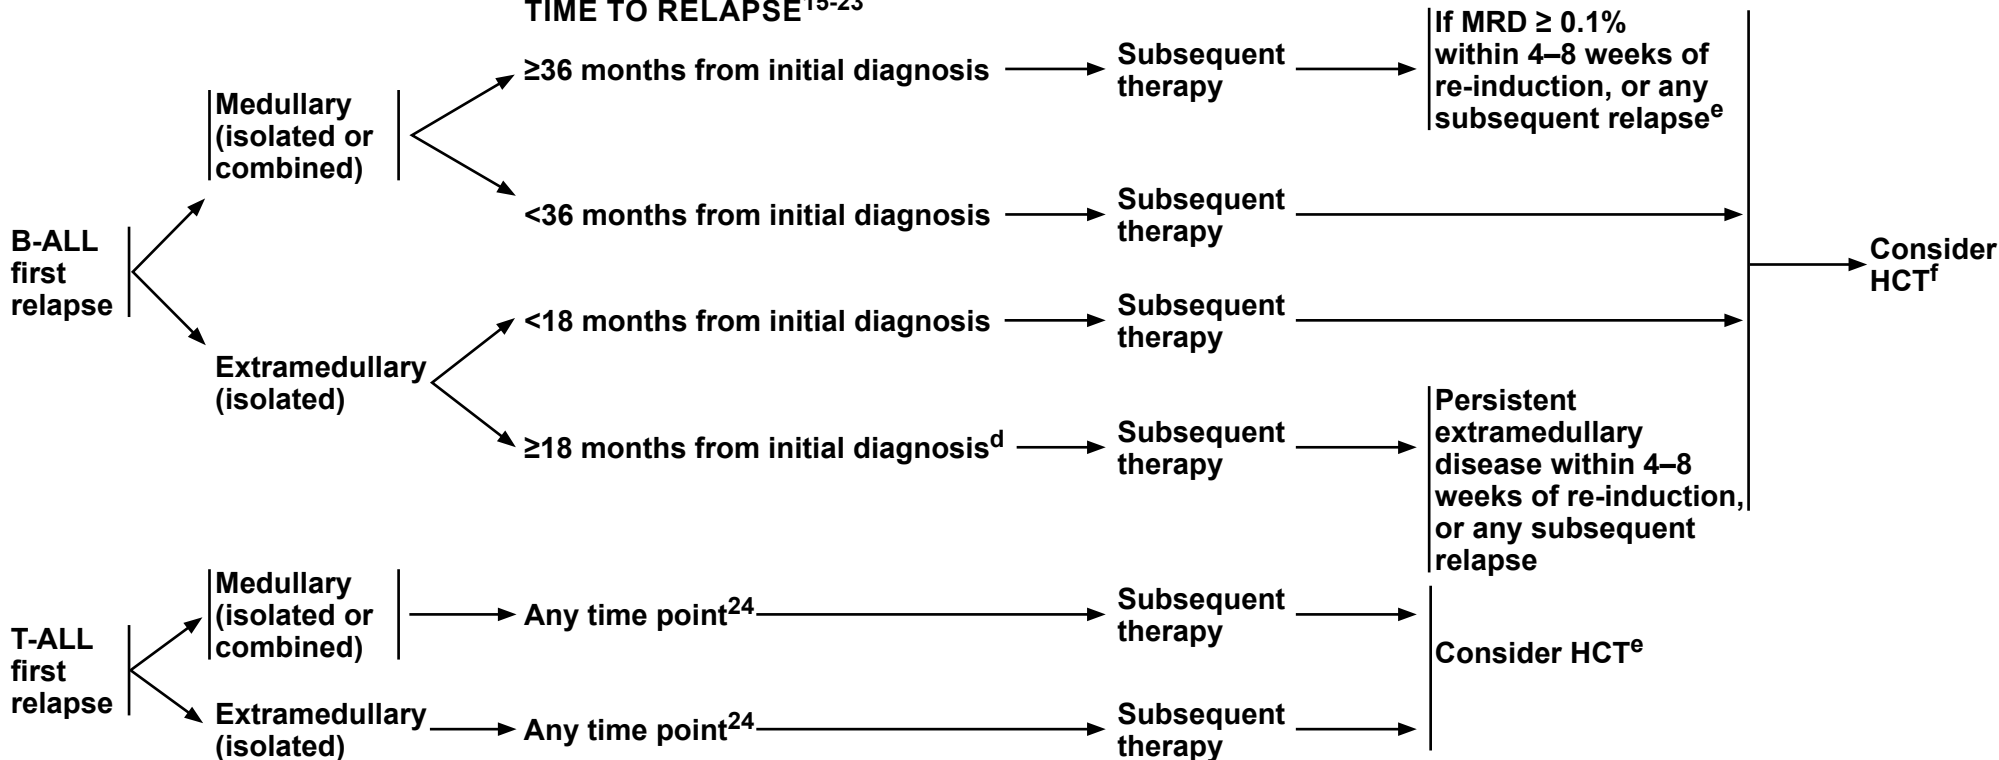 TIME TO RELAPSE15-23
B-ALL
first
relapse
Medullary
(isolated or
combined)
≥36 months from initial diagnosis
Subsequent
therapy
If MRD ≥ 0.1%
within 4–8 weeks of
re-induction, or any
subsequent relapsee
<36 months from initial diagnosis
Subsequent
therapy
Extramedullary
(isolated)
<18 months from initial diagnosis
Subsequent
therapy
≥18 months from initial diagnosisd
Subsequent
therapy
Persistent
extramedullary
disease within 4–8
weeks of re-induction,
or any subsequent
relapse
Consider
HCTf
T-ALL
first
relapse
Medullary
(isolated or
combined)
Any time point24
Subsequent
therapy
Extramedullary
(isolated)
Any time point24
Subsequent
therapy
Consider HCTe